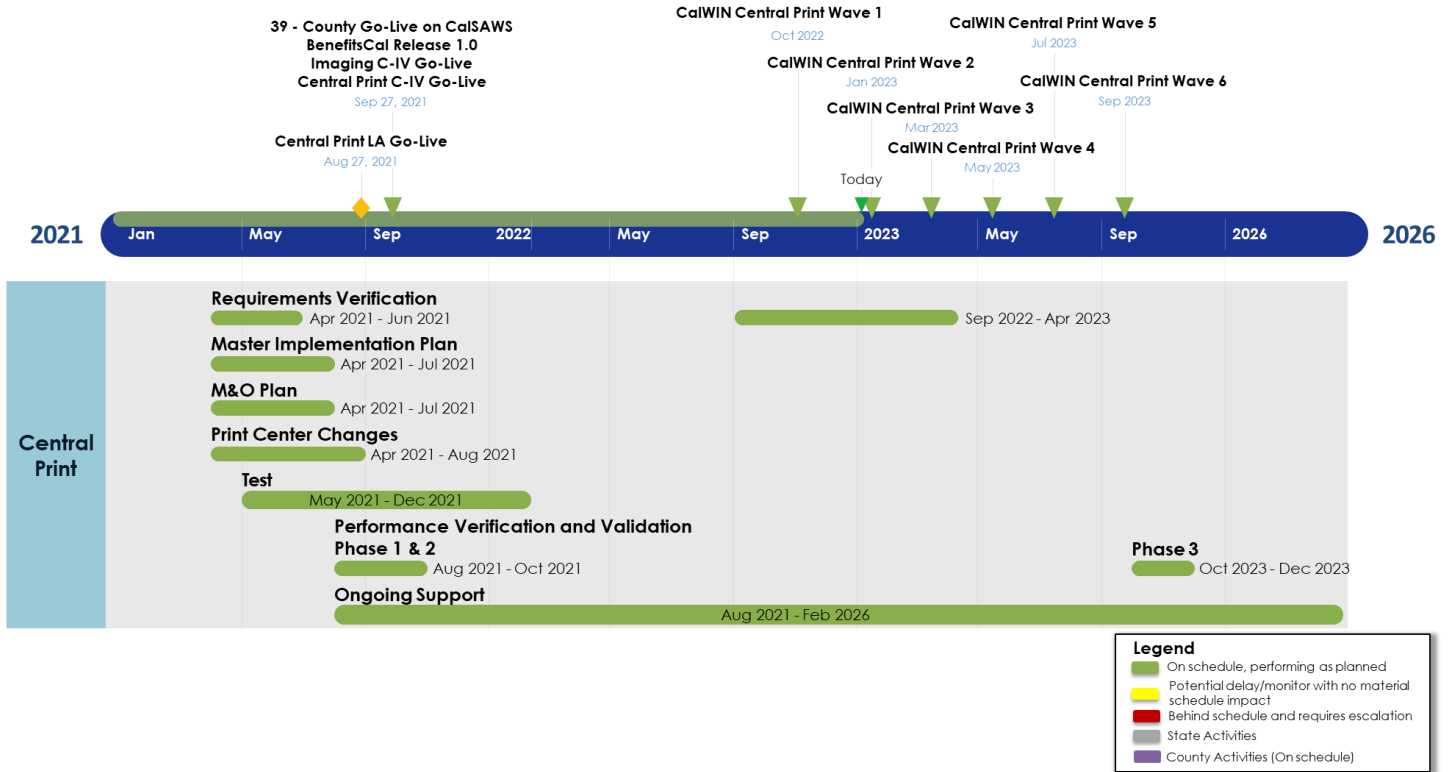 39 - County Go-Live on CalSAWS
BenefitsCal Release 1.0
Imaging C-IV Go-Live
Central Print C-IV Go-Live
Sep 27, 2021
Central Print LA Go-Live
Aug 27, 2021
CalWIN Central Print Wave 1
Oct 2022
CalWIN Central Print Wave 2
Jan 2023
CalWIN Central Print Wave 3
Mar 2023
CalWIN Central Print Wave 4
May 2023
CalWIN Central Print Wave 5
Jul 2023
CalWIN Central Print Wave 6
Sep 2023
Today
2021
Jan
May
Sep
2022
May
Sep
2023
May
Sep
2026
2026
Central
Print
Requirements Verification
Apr 2021 - Jun 2021
Sep 2022 - Apr 2023
Master Implementation Plan
Apr 2021 - Jul 2021
M&O Plan
Apr 2021 - Jul 2021
Print Center Changes
Apr 2021 - Aug 2021
Test
May 2021 - Dec 2021
Performance Verification and Validation
Phase 1 & 2
Aug 2021 - Oct 2021
Phase 3
Oct 2023 - Dec 2023
Ongoing Support
Aug 2021 - Feb 2026
Legend
On schedule, performing as planned
Potential delay/monitor with no material
schedule impact
Behind schedule and requires escalation
State Activities
County Activities (On schedule)